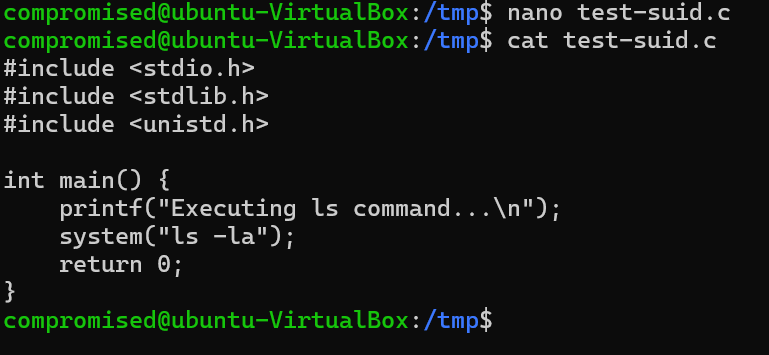 compromised@ubuntu-VirtualBox:/tmp$ nano test-suid.c
compromised@ubuntu-VirtualBox:/tmp$ cat test-suid.c
#include <stdio.h>
#include <stdlib.h>
#include <unistd.h>

int main() {
    printf("Executing ls command...\n");
    system("ls -la");
    return 0;
}
compromised@ubuntu-VirtualBox:/tmp$